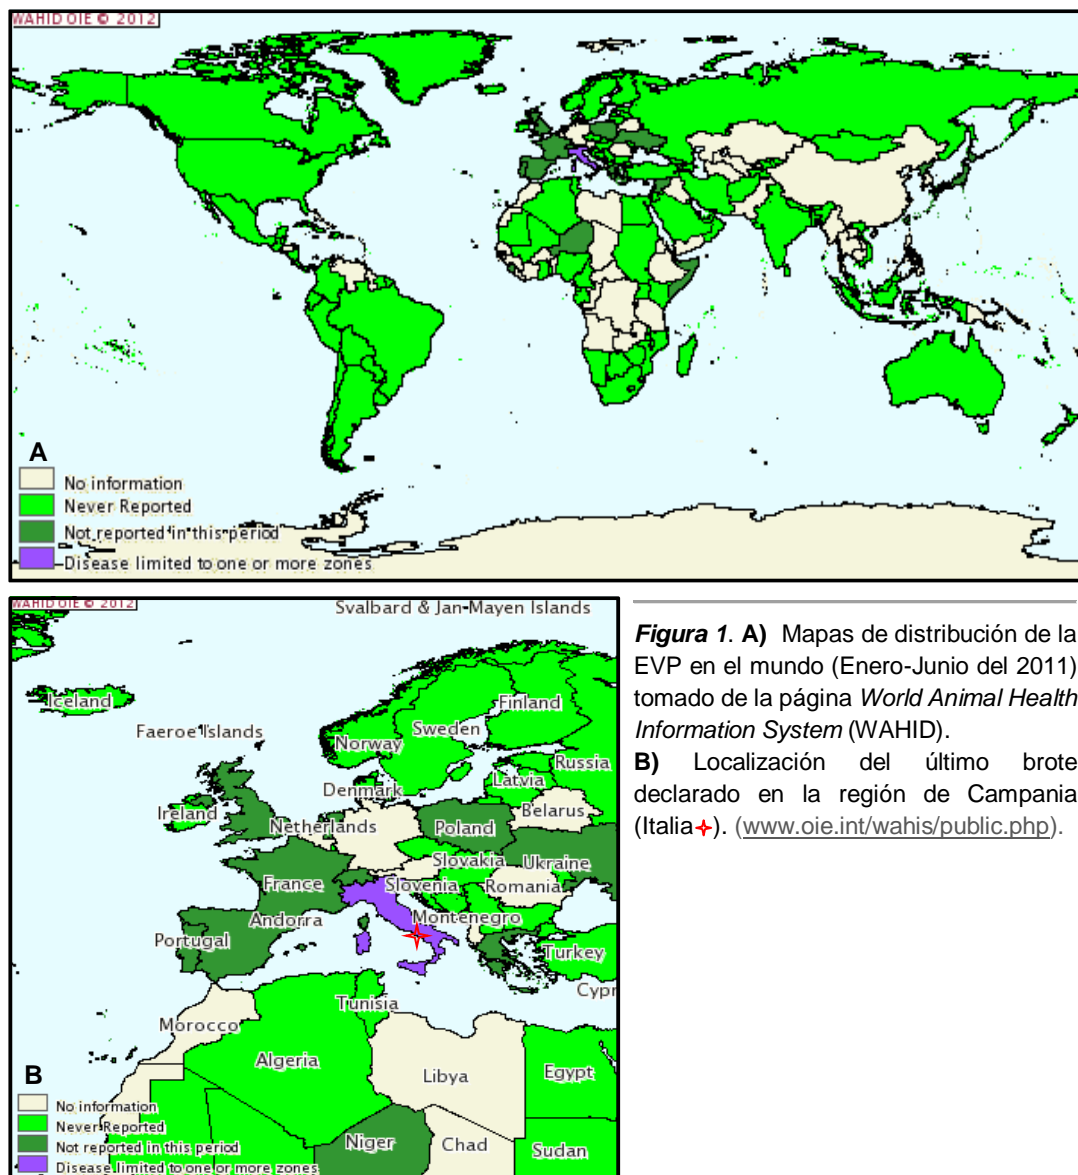 WAHID OIE © 2012
A
No information
Never Reported
Not reported in this period
Disease limited to one or more zones
WAHID OIE © 2012
Svalbard & Jan-Mayen Islands
Iceland
Finland
Faeroe Islands
Sweden
Norway
Russia
Latvia
Denmark
Belarus
Ireland
Netherlands
Poland
Slovakia
Ukraine
France
Slovenia
Romania
Andorra
Montenegro
Portugal
Turkey
Cypr
Tunisia
Morocco
Algeria
Libya
Egypt
B
No information
Never Reported
Not reported in this period
Disease limited to one or more zones
Niger
Chad
Sudan
Figura 1. A) Mapas de distribución de la
EVP en el mundo (Enero-Junio del 2011)
tomado de la página World Animal Health
Information System (WAHID).
B) Localización del último brote
declarado en la región de Campania
(Italia). (www.oie.int/wahis/public.php).